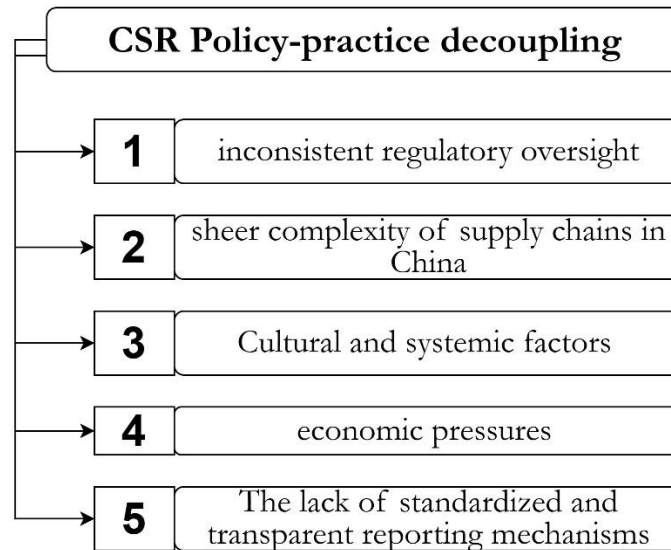 CSR Policy-practice decoupling
1
inconsistent regulatory oversight
2
sheer complexity of supply chains in
China
3
Cultural and systemic factors
4
economic pressures
5
The lack of standardized and
transparent reporting mechanisms